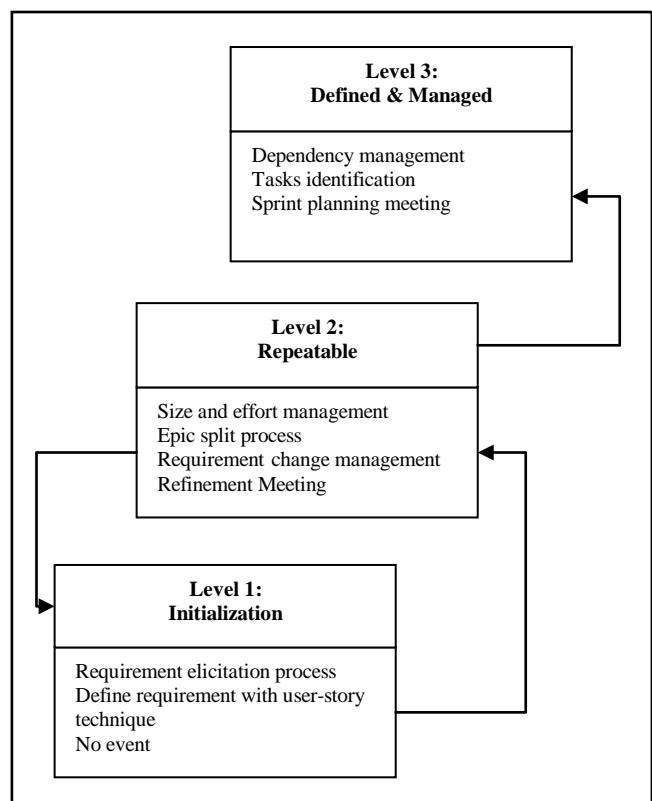 Level 3:
Defined & Managed
Dependency management
Tasks identification
Sprint planning meeting
Level 2:
Repeatable
Size and effort management
Epic split process
Requirement change management
Refinement Meeting
Level 1:
Initialization
Requirement elicitation process
Define requirement with user-story
technique
No event